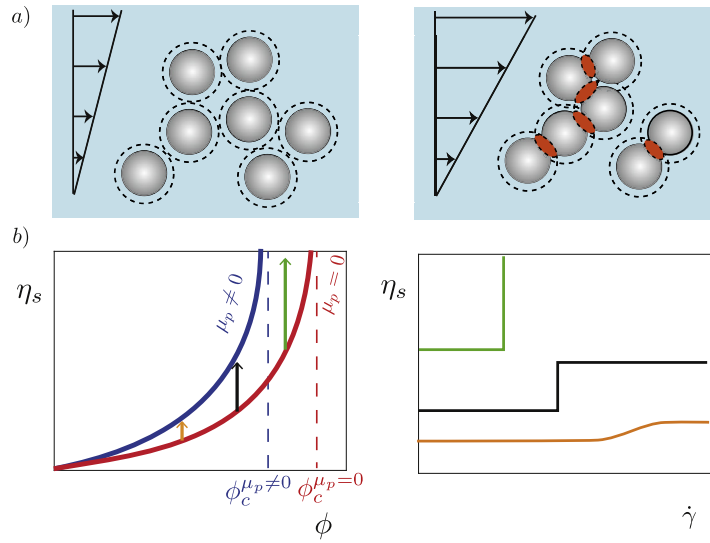 a)
b)
η_s
μ_p ≠ 0
μ_p = 0
ϕ_c^{μ_p≠0}
ϕ_c^{μ_p=0}
ϕ
η_s
γ̇